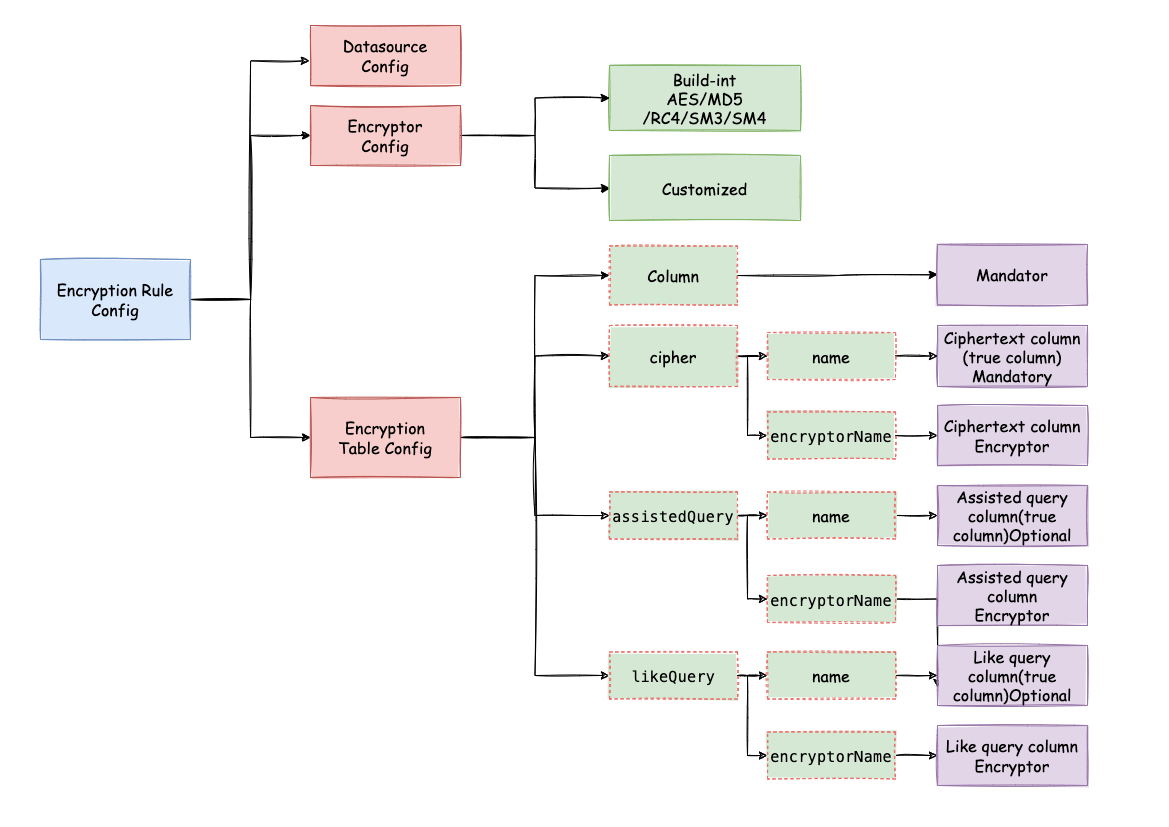 Datasource
Config
Encryptor
Config
Build-int
AES/MD5
/RC4/SM3/SM4
Customized
Encryption Rule
Config
Encryption
Table Config
Column
Mandator
cipher
name
Ciphertext column
(true column)
Mandatory
encryptorName
Ciphertext column
Encryptor
assistedQuery
name
Assisted query
column(true
column)Optional
encryptorName
Assisted query
column
Encryptor
likeQuery
name
Like query
column(true
column)Optional
encryptorName
Like query column
Encryptor